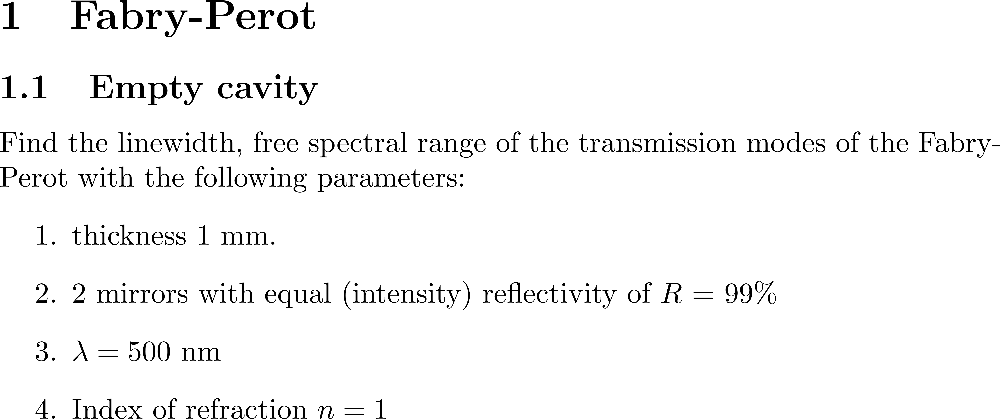 1 Fabry-Perot
1.1 Empty cavity
Find the linewidth, free spectral range of the transmission modes of the Fabry-
Perot with the following parameters:
1. thickness 1 mm.
2. 2 mirrors with equal (intensity) reflectivity of R = 99%
3. λ = 500 nm
4. Index of refraction n = 1